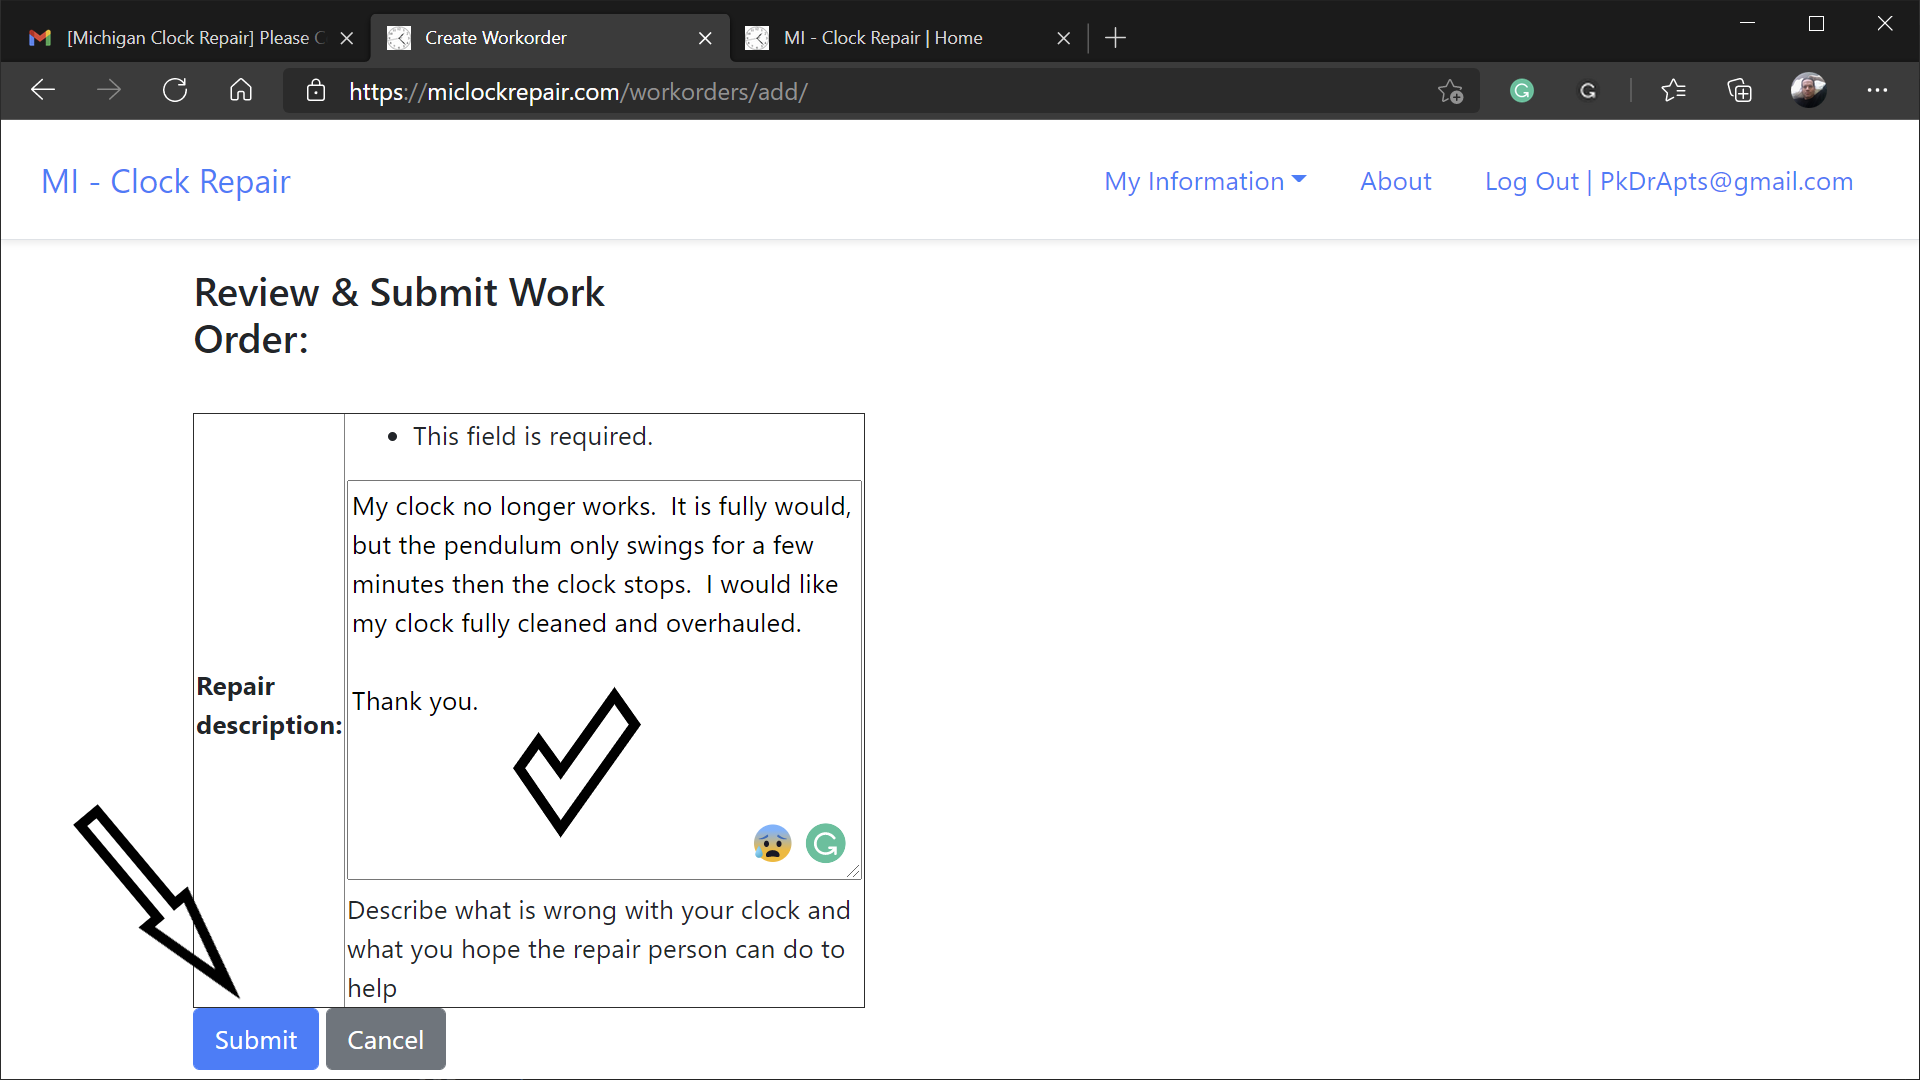 [Michigan Clock Repair] Please C
Create Workorder
MI - Clock Repair | Home
https://miclockrepair.com/workorders/add/
MI - Clock Repair
My Information
About
Log Out | PkDrApts@gmail.com
Review & Submit Work
Order:
This field is required.
Repair
description:
My clock no longer works.  It is fully would,
but the pendulum only swings for a few
minutes then the clock stops.  I would like
my clock fully cleaned and overhauled.
Thank you.
Describe what is wrong with your clock and
what you hope the repair person can do to
help
Submit
Cancel